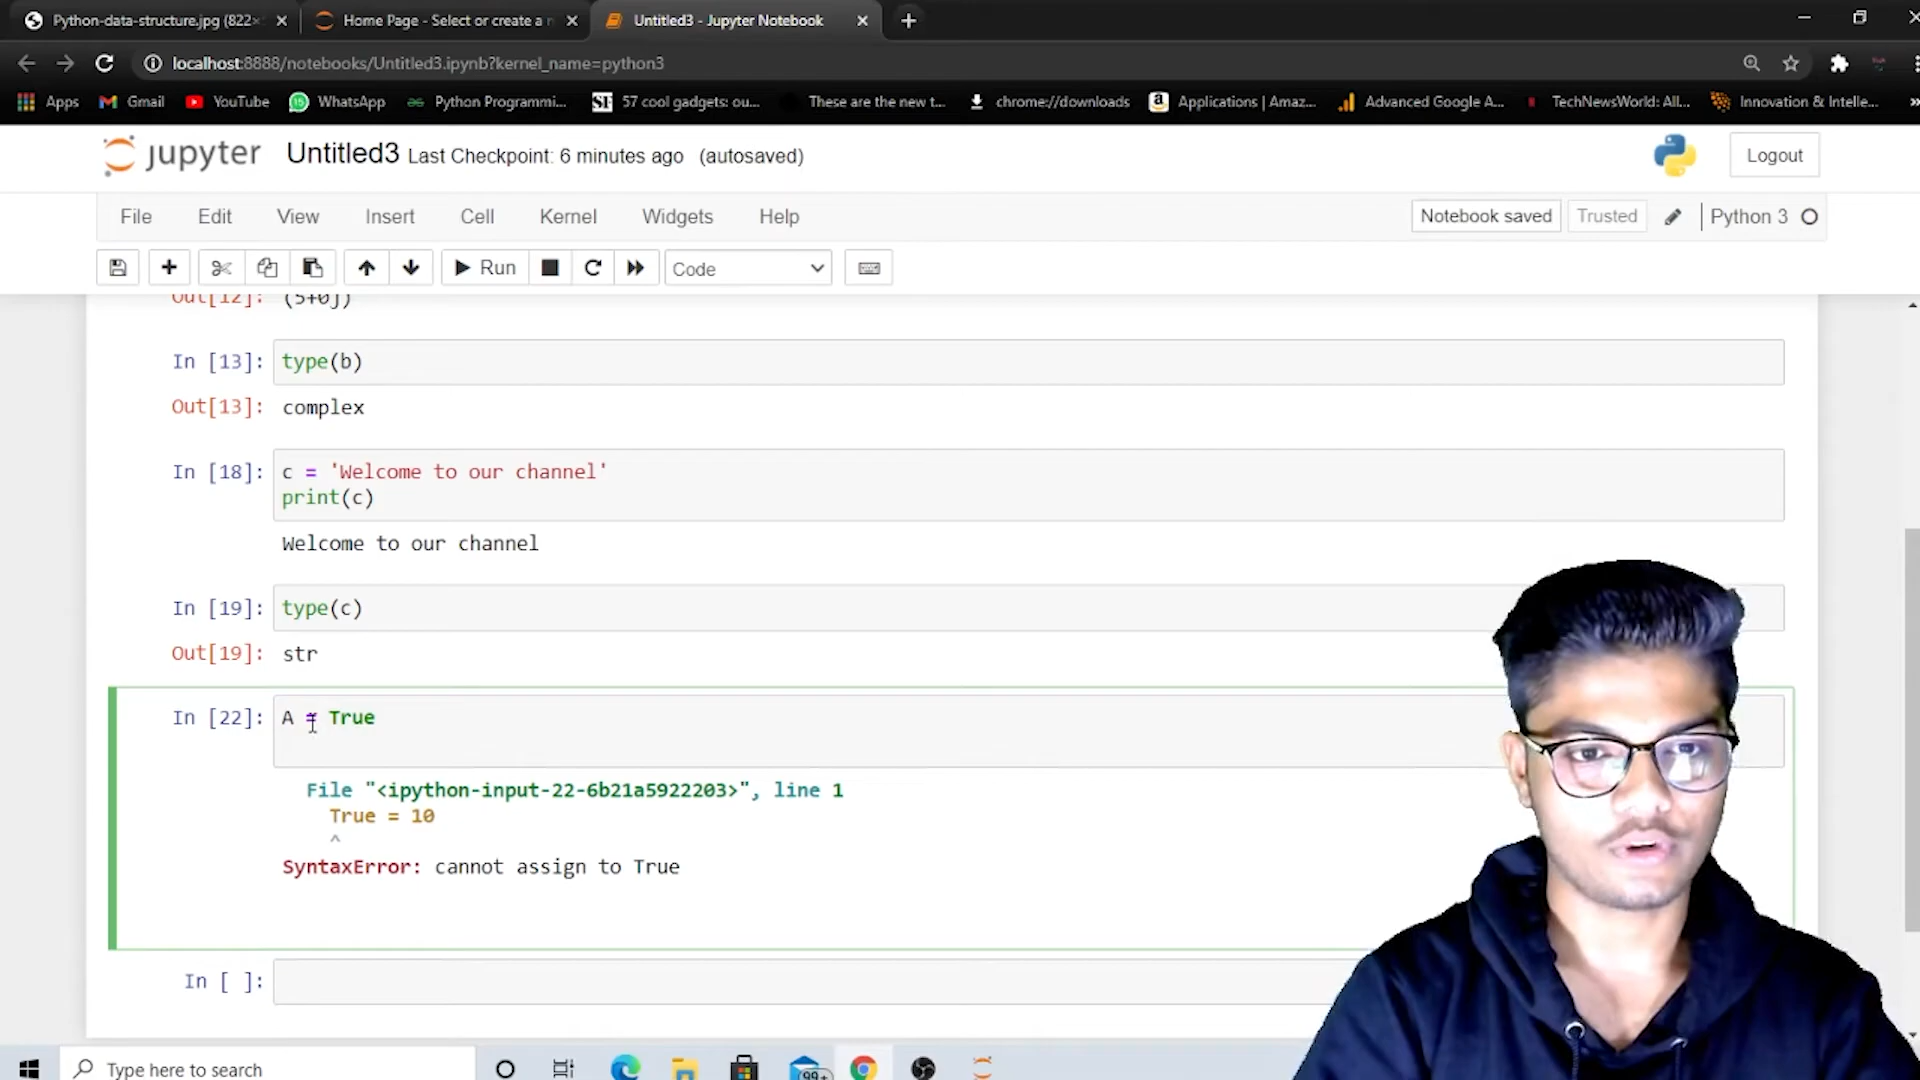 Python-data-structure.jpg (822×
Home Page - Select or create a n
Untitled3 - Jupyter Notebook
localhost:8888/notebooks/Untitled3.ipynb?kernel_name=python3
Apps
Gmail
YouTube
WhatsApp
Python Programmi...
57 cool gadgets: ou...
These are the new t...
chrome://downloads
Applications | Amaz...
Advanced Google A...
TechNewsWorld: All...
Innovation & Intelle...
jupyter Untitled3 Last Checkpoint: 6 minutes ago (autosaved)
Logout
File Edit View Insert Cell Kernel Widgets Help
Notebook saved Trusted Python 3
Run Code
Out[12]: (5+0j)
In [13]: type(b)
Out[13]: complex
In [18]: c = 'Welcome to our channel'
print(c)
Welcome to our channel
In [19]: type(c)
Out[19]: str
In [22]: A = True
File "<ipython-input-22-6b21a5922203>", line 1
True = 10
^
SyntaxError: cannot assign to True
In [ ]:
Type here to search
99+